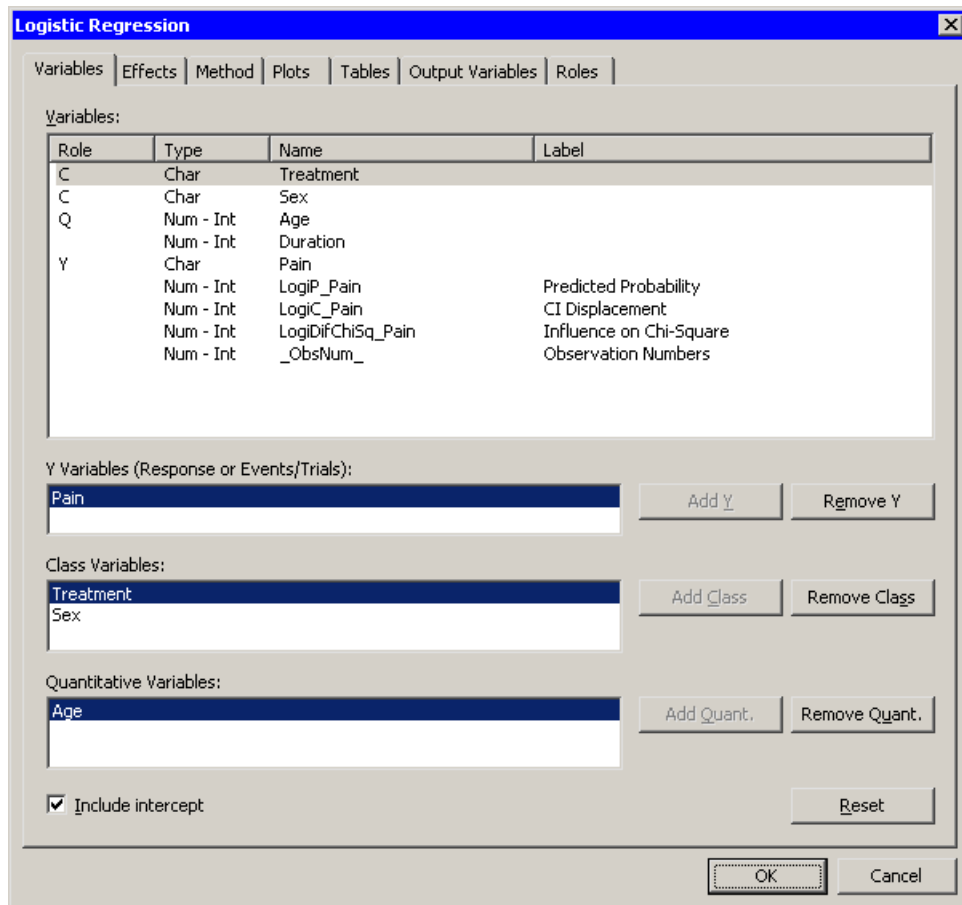 Logistic Regression
Variables Effects Method Plots Tables Output Variables Roles
Variables:
Role Type Name Label
C Char Treatment
C Char Sex
Q Num - Int Age
Num - Int Duration
Y Char Pain
Num - Int LogiP_Pain Predicted Probability
Num - Int LogiC_Pain CI Displacement
Num - Int LogiDifChiSq_Pain Influence on Chi-Square
Num - Int _ObsNum_ Observation Numbers
Y Variables (Response or Events/Trials):
Pain
Add Y Remove Y
Class Variables:
Treatment
Sex
Add Class Remove Class
Quantitative Variables:
Age
Add Quant. Remove Quant.
Include intercept
Reset
OK Cancel